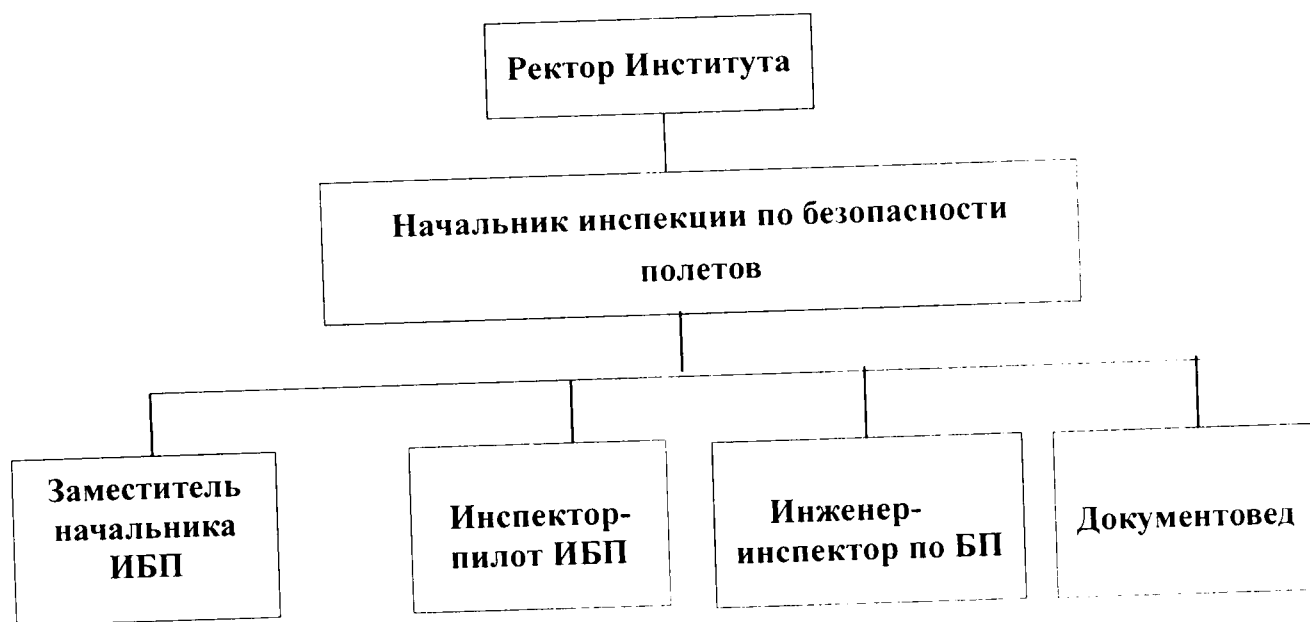 Ректор Института
Начальник инспекции по безопасности
полетов
Заместитель
начальника
ИБП
Инспектор-
пилот ИБП
Инженер-
инспектор по БП
Документовед